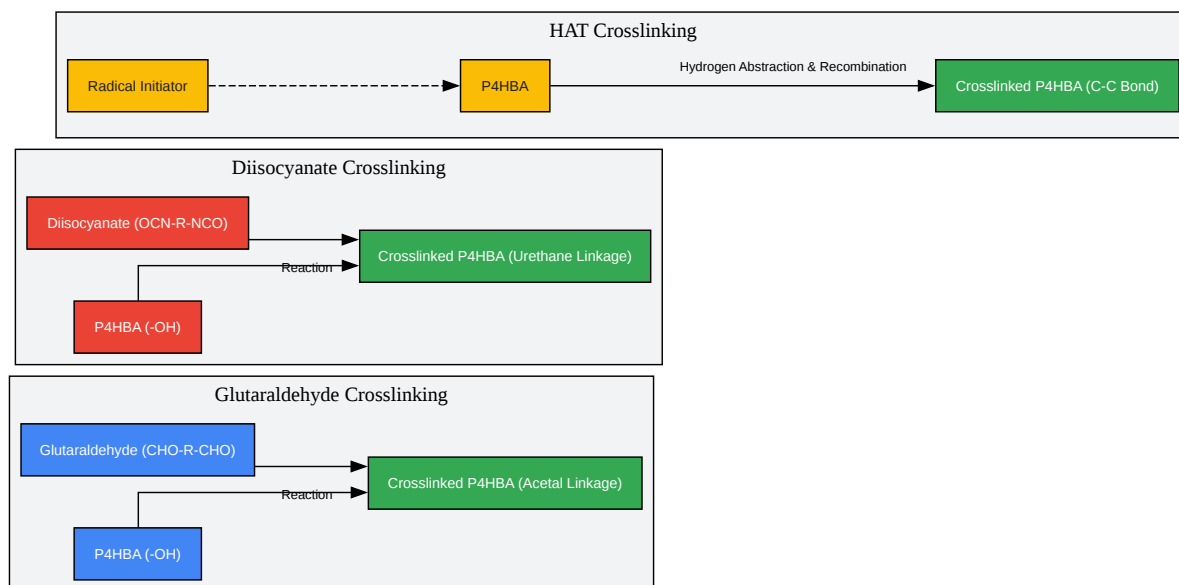 HAT Crosslinking
Radical Initiator
P4HBA
Hydrogen Abstraction & Recombination
Crosslinked P4HBA (C-C Bond)
Diisocyanate Crosslinking
Diisocyanate (OCN-R-NCO)
Crosslinked P4HBA (Urethane Linkage)
Reaction
P4HBA (-OH)
Glutaraldehyde Crosslinking
Glutaraldehyde (CHO-R-CHO)
Crosslinked P4HBA (Acetal Linkage)
Reaction
P4HBA (-OH)